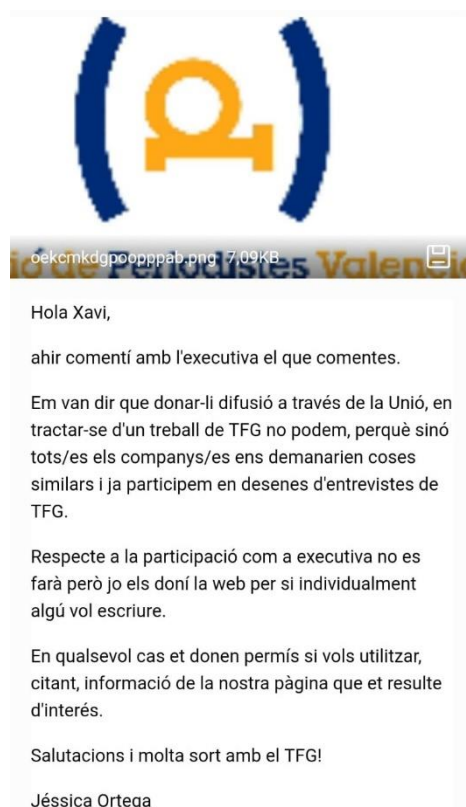 oekcmkdgpoopppab.png 7,09KB
ió de Periodistes Valenci
Hola Xavi,
ahir comentí amb l'executiva el que comentes.
Em van dir que donar-li difusió a través de la Unió, en
tractar-se d'un treball de TFG no podem, perquè sinó
tots/es els companys/es ens demanarien coses
similars i ja participem en desenes d'entrevistes de
TFG.
Respecte a la participació com a executiva no es
farà però jo els doní la web per si individualment
algú vol escriure.
En qualsevol cas et donen permís si vols utilitzar,
citant, informació de la nostra pàgina que et resulte
d'interés.
Salutacions i molta sort amb el TFG!
Jéssica Ortega